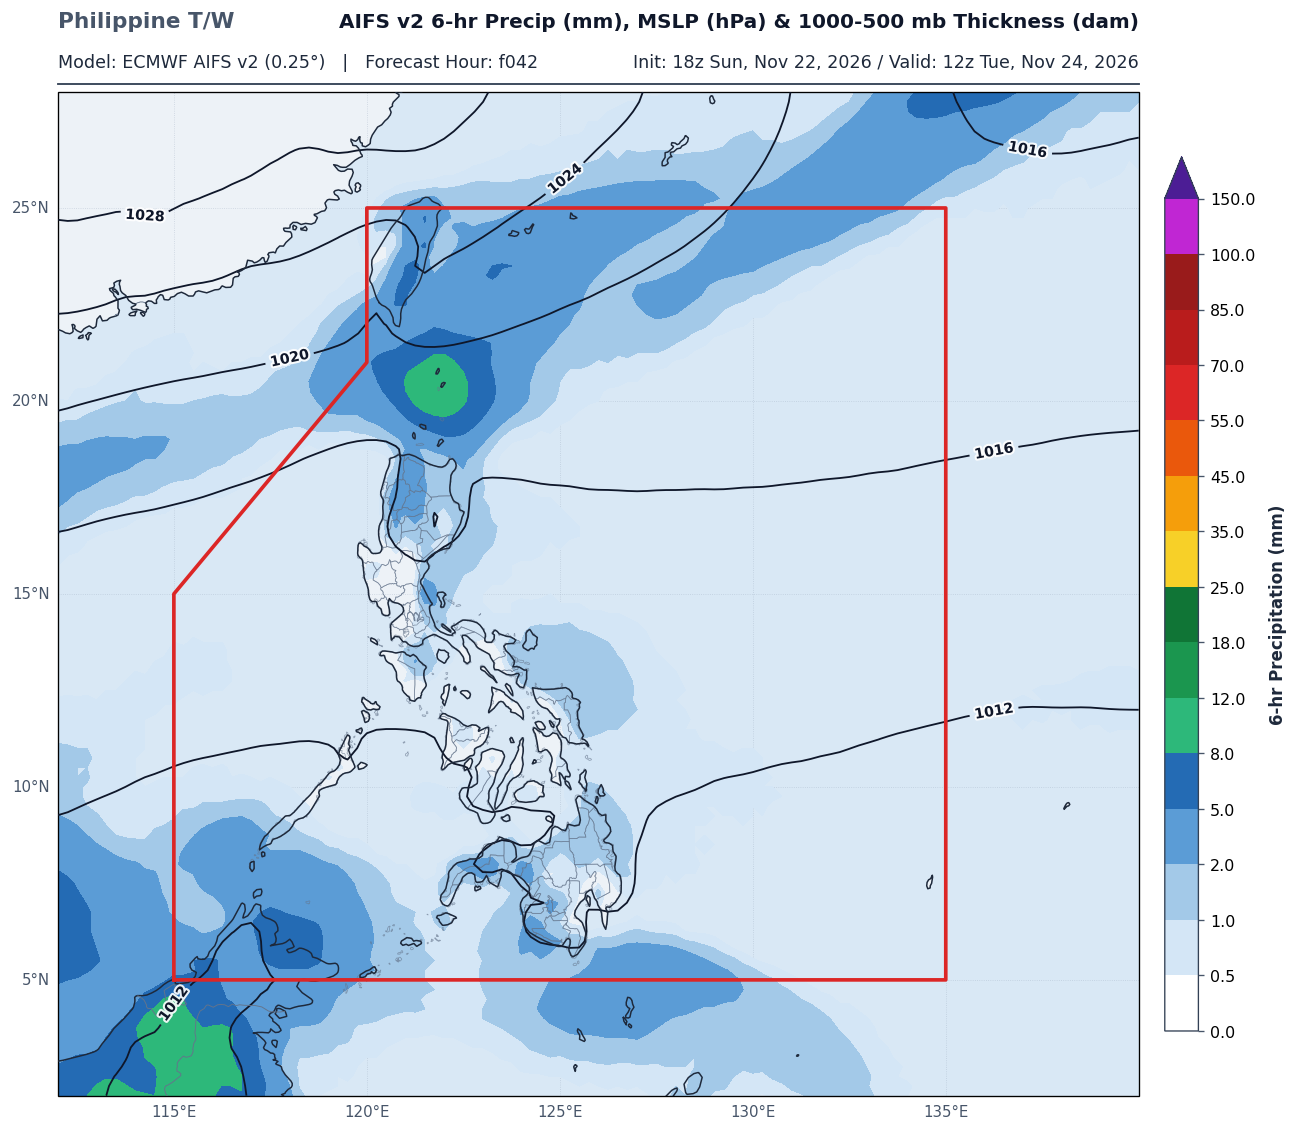 Philippine T/W
AIFS v2 6-hr Precip (mm), MSLP (hPa) & 1000-500 mb Thickness (dam)
Model: ECMWF AIFS v2 (0.25°) | Forecast Hour: f042
Init: 18z Sun, Nov 22, 2026 / Valid: 12z Tue, Nov 24, 2026
1016
1024
1028
1020
1016
1012
1012
25°N
20°N
15°N
10°N
5°N
115°E
120°E
125°E
130°E
135°E
150.0
100.0
85.0
70.0
55.0
45.0
35.0
25.0
18.0
12.0
8.0
5.0
2.0
1.0
0.5
0.0
6-hr Precipitation (mm)